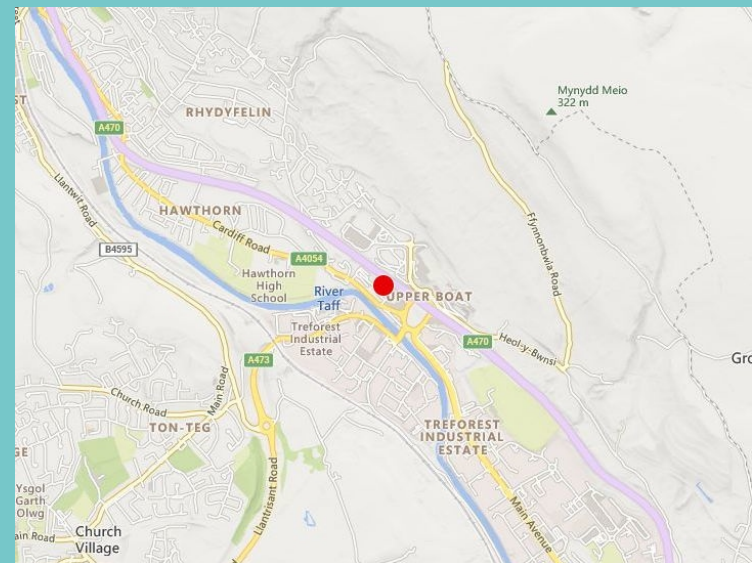 Mynydd Meio
322 m
RHYDYFELIN
A470
Llantwit Road
HAWTHORN
Cardiff Road
Ffynnonbwla Road
B4595
A4054
Hawthorn
High
School
River
Taff
UPPER BOAT
Treforest
Industrial
Estate
A470
Heol-y-Bwnsi
A473
Main Road
Church Road
TON-TEG
TREFOREST
INDUSTRIAL
ESTATE
Llantrisant Road
Ysgol
Garth
Olwg
Main Avenue
Church
Village